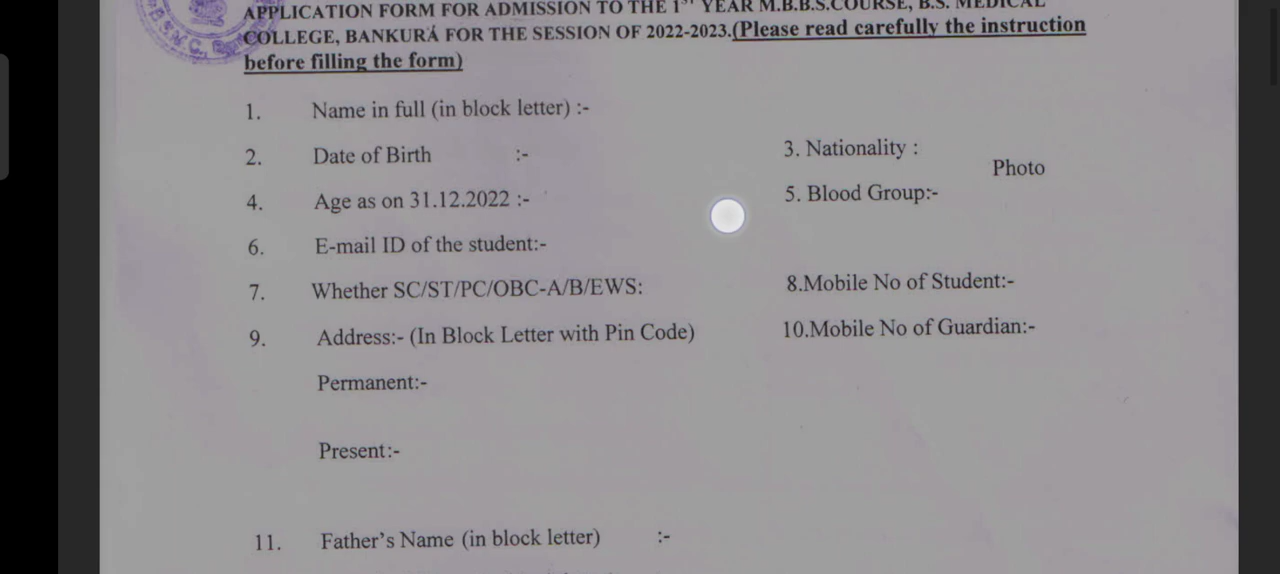 APPLICATION FORM FOR ADMISSION TO THE 1ST YEAR M.B.B.S.COURSE, B.S. MEDICAL
COLLEGE, BANKURA FOR THE SESSION OF 2022-2023.(Please read carefully the instruction
before filling the form)
1. Name in full (in block letter) :-
2. Date of Birth :-
3. Nationality :
Photo
4. Age as on 31.12.2022 :-
5. Blood Group:-
6. E-mail ID of the student:-
7. Whether SC/ST/PC/OBC-A/B/EWS:
8.Mobile No of Student:-
9. Address:- (In Block Letter with Pin Code)
10.Mobile No of Guardian:-
Permanent:-
Present:-
11. Father's Name (in block letter) :-